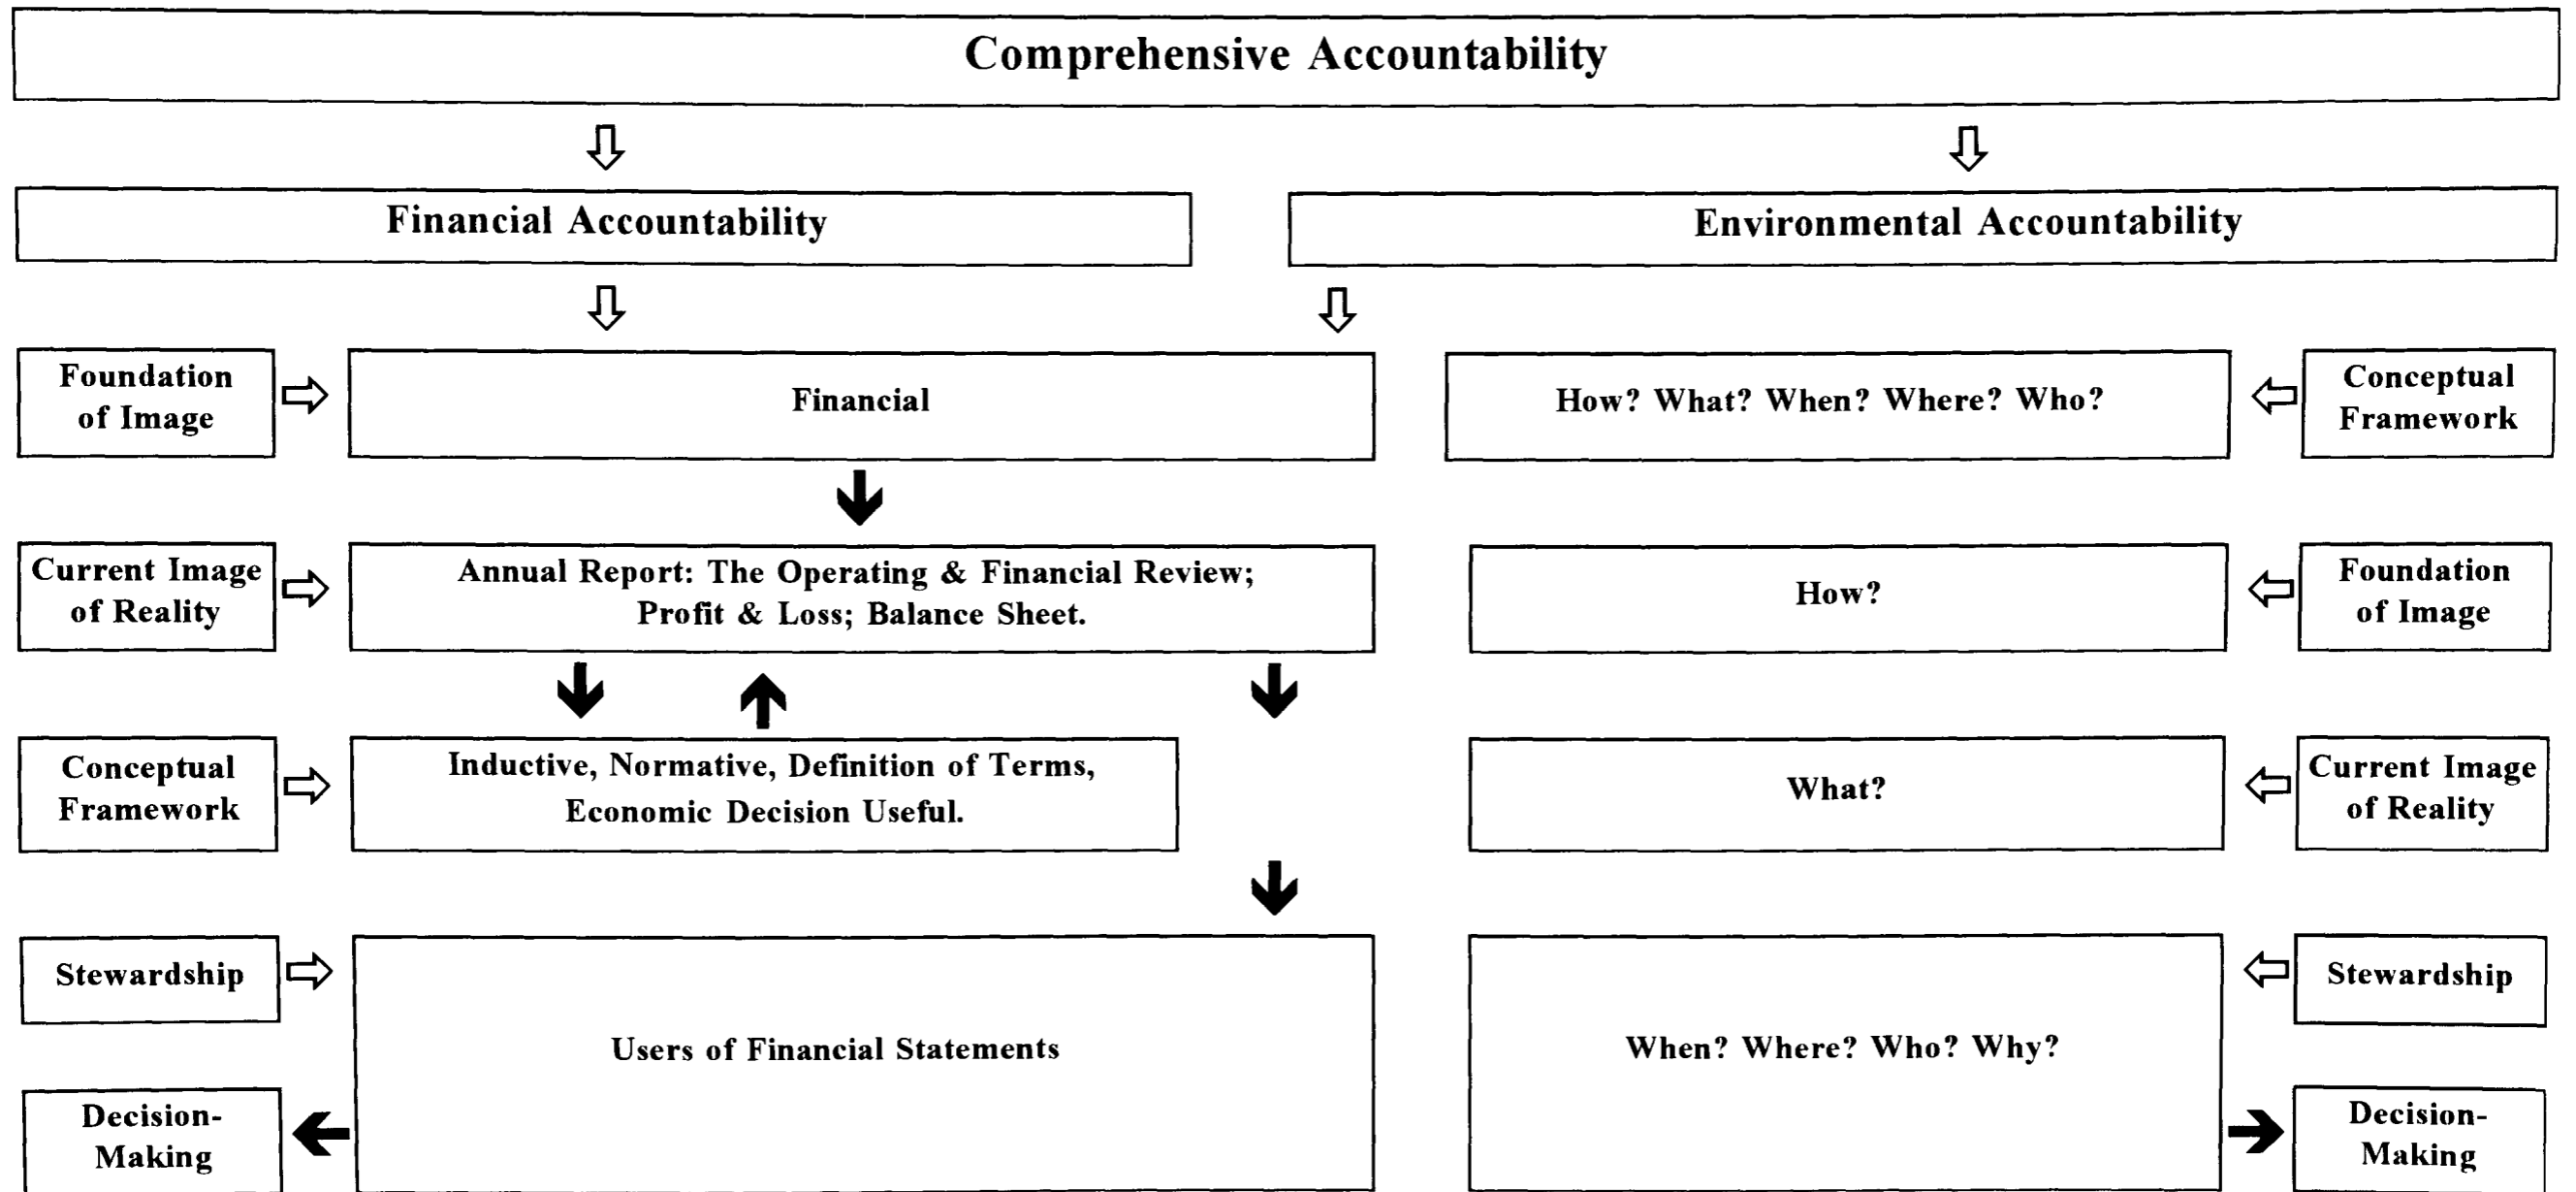 Comprehensive Accountability
Financial Accountability
Environmental Accountability
Foundation
of Image
Financial
How? What? When? Where? Who?
Conceptual
Framework
Current Image
of Reality
Annual Report: The Operating & Financial Review;
Profit & Loss; Balance Sheet.
How?
Foundation
of Image
Conceptual
Framework
Inductive, Normative, Definition of Terms,
Economic Decision Useful.
What?
Current Image
of Reality
Stewardship
Users of Financial Statements
When? Where? Who? Why?
Stewardship
Decision-
Making
Decision-
Making